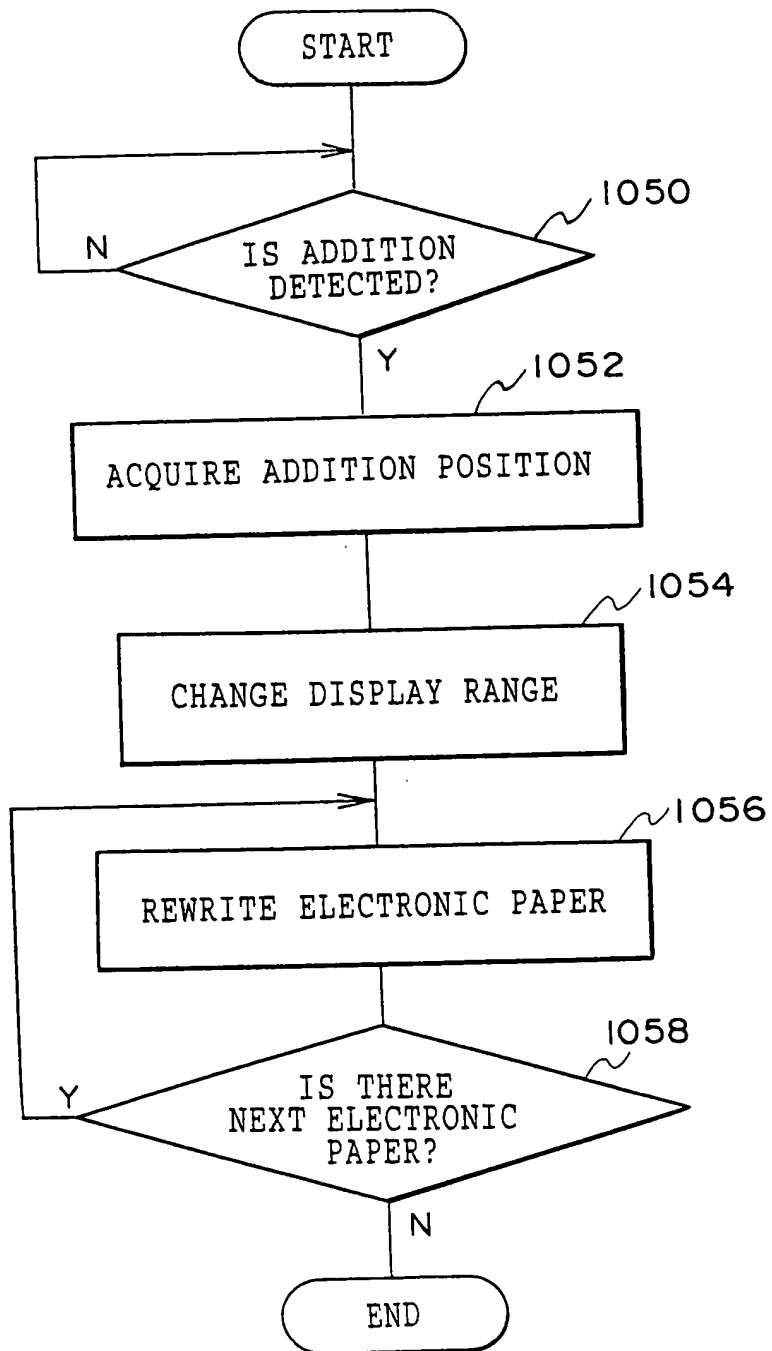 START
1050
N
IS ADDITION
DETECTED?
Y
1052
ACQUIRE ADDITION POSITION
1054
CHANGE DISPLAY RANGE
1056
REWRITE ELECTRONIC PAPER
1058
Y
IS THERE
NEXT ELECTRONIC
PAPER?
N
END